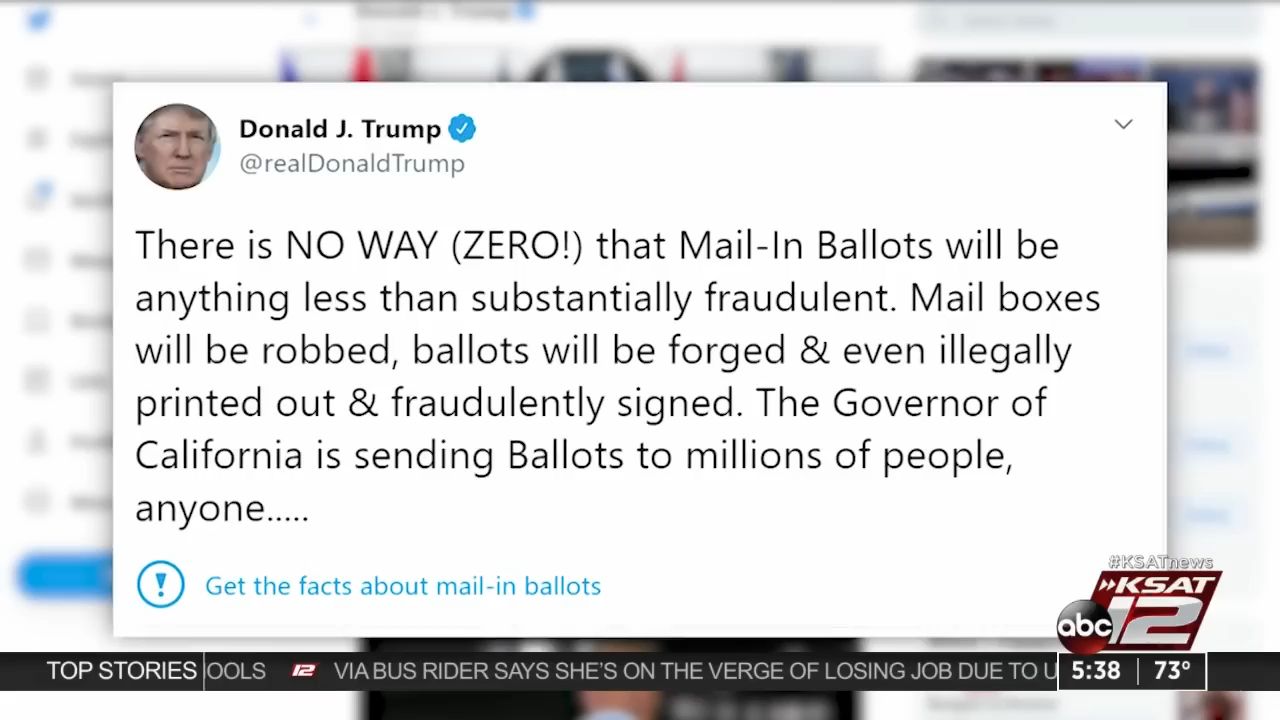 Donald J. Trump
@realDonaldTrump
There is NO WAY (ZERO!) that Mail-In Ballots will be
anything less than substantially fraudulent. Mail boxes
will be robbed, ballots will be forged & even illegally
printed out & fraudulently signed. The Governor of
California is sending Ballots to millions of people,
anyone.....
Get the facts about mail-in ballots
#KSATnews
KSAT
abc 12
TOP STORIES OOLS 12 VIA BUS RIDER SAYS SHE'S ON THE VERGE OF LOSING JOB DUE TO U 5:38 73°